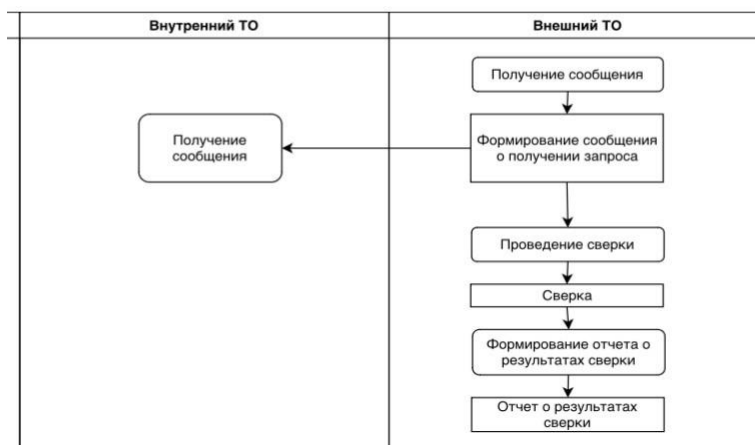 Внутренний ТО
Внешний ТО
Получение сообщения
Получение
сообщения
Формирование сообщения
о получении запроса
Проведение сверки
Сверка
Формирование отчета о
результатах сверки
Отчет о результатах
сверки